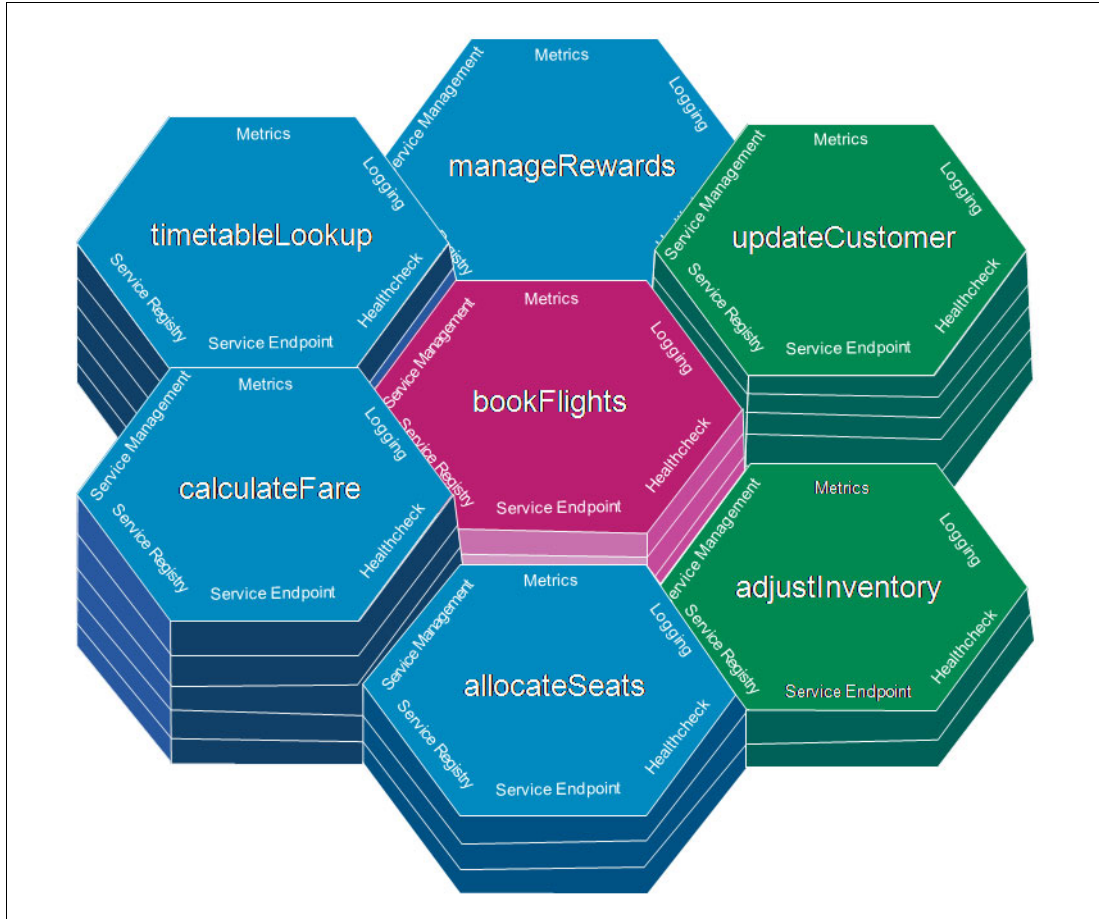 Metrics
Service Management
Logging
manageRewards
Metrics
Logging
timetableLookup
Service Registry
Healthcheck
Service Endpoint
Metrics
Service Management
Logging
updateCustomer
Service Registry
Healthcheck
Service Endpoint
Metrics
Service Management
Logging
bookFlights
Service Registry
Healthcheck
Service Endpoint
Metrics
Service Management
Logging
calculateFare
Service Registry
Healthcheck
Service Endpoint
Metrics
Service Management
Logging
adjustInventory
Service Registry
Healthcheck
Service Endpoint
Metrics
Service Management
Logging
allocateSeats
Service Registry
Healthcheck
Service Endpoint